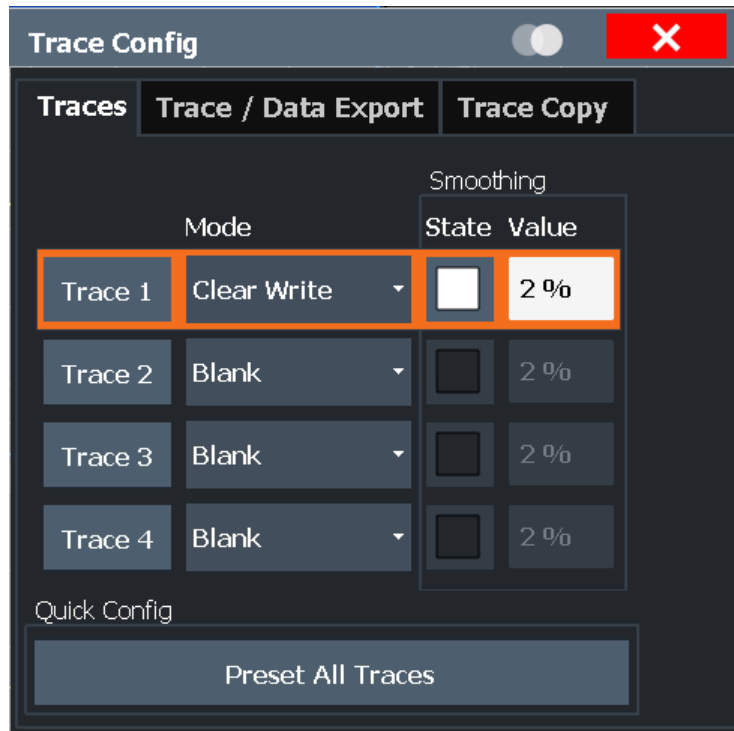 Trace Config
Traces Trace / Data Export Trace Copy
Smoothing
Mode State Value
Trace 1 Clear Write 2 %
Trace 2 Blank 2 %
Trace 3 Blank 2 %
Trace 4 Blank 2 %
Quick Config
Preset All Traces